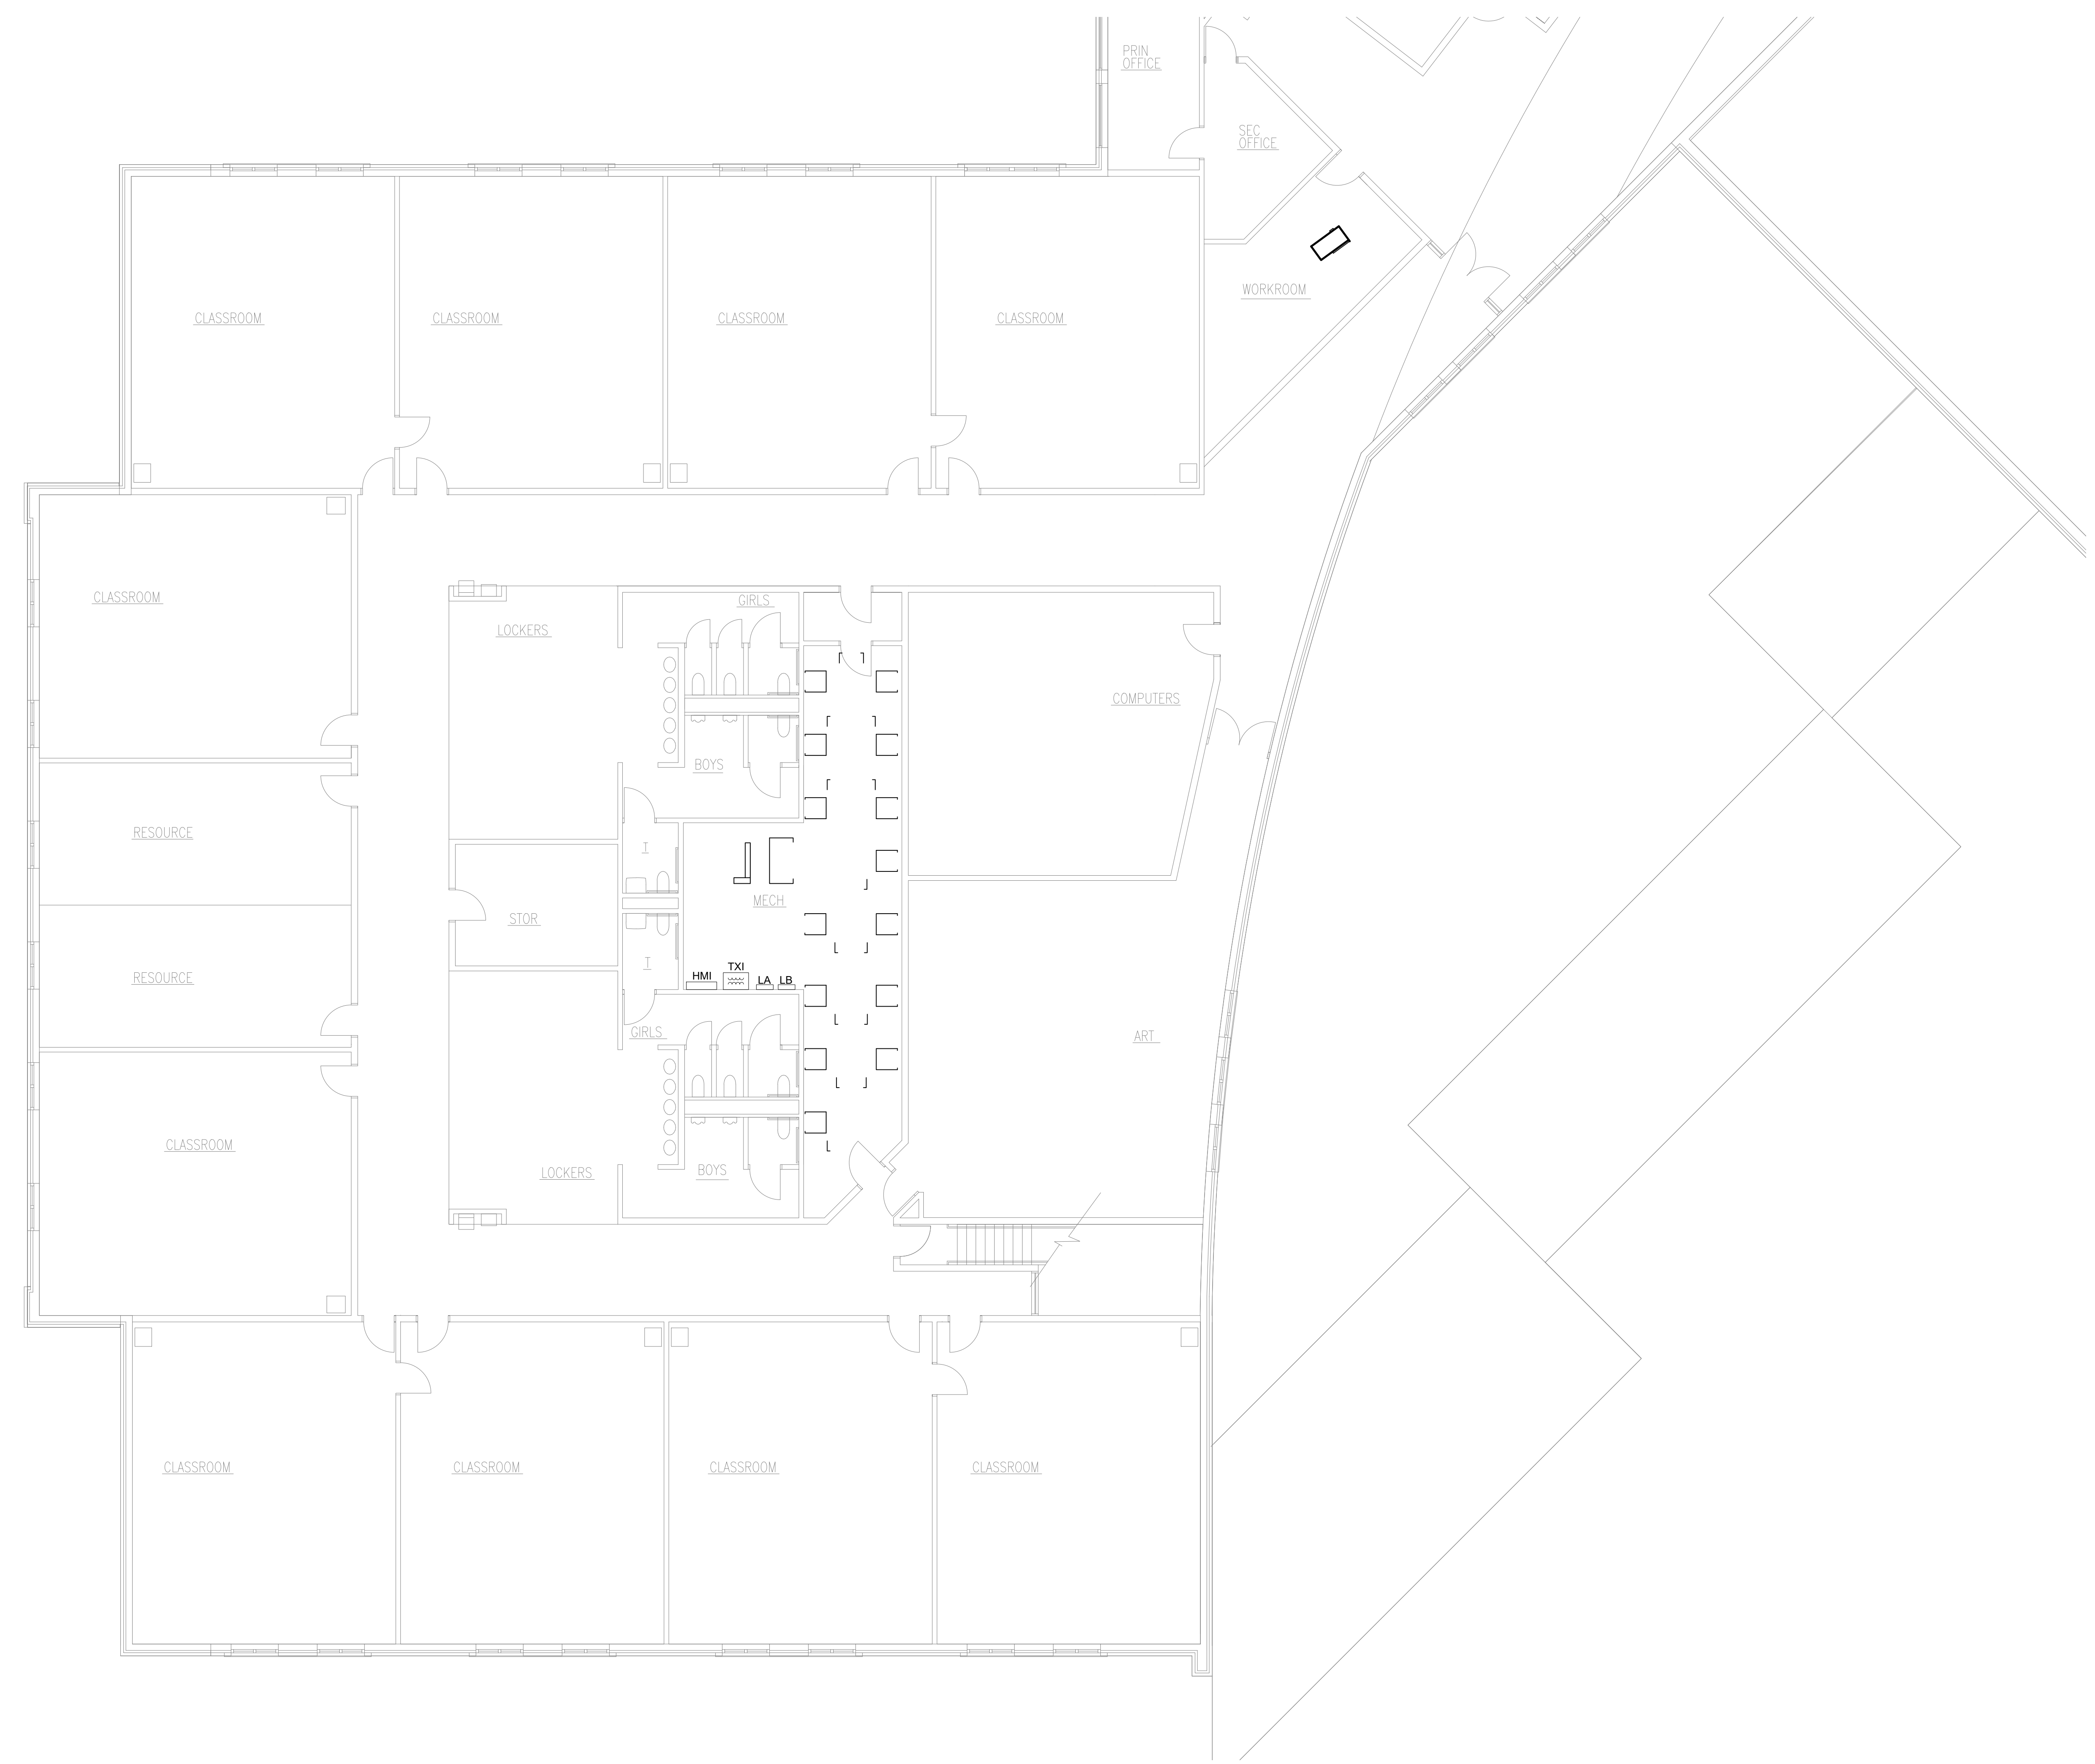 PRIN
OFFICE
SEC
OFFICE
WORKROOM
CLASSROOM
CLASSROOM
CLASSROOM
CLASSROOM
CLASSROOM
GIRLS
LOCKERS
COMPUTERS
BOYS
RESOURCE
T
MECH
STOR
T
HMI
TXI
LA
LB
RESOURCE
GIRLS
ART
CLASSROOM
LOCKERS
BOYS
CLASSROOM
CLASSROOM
CLASSROOM
CLASSROOM